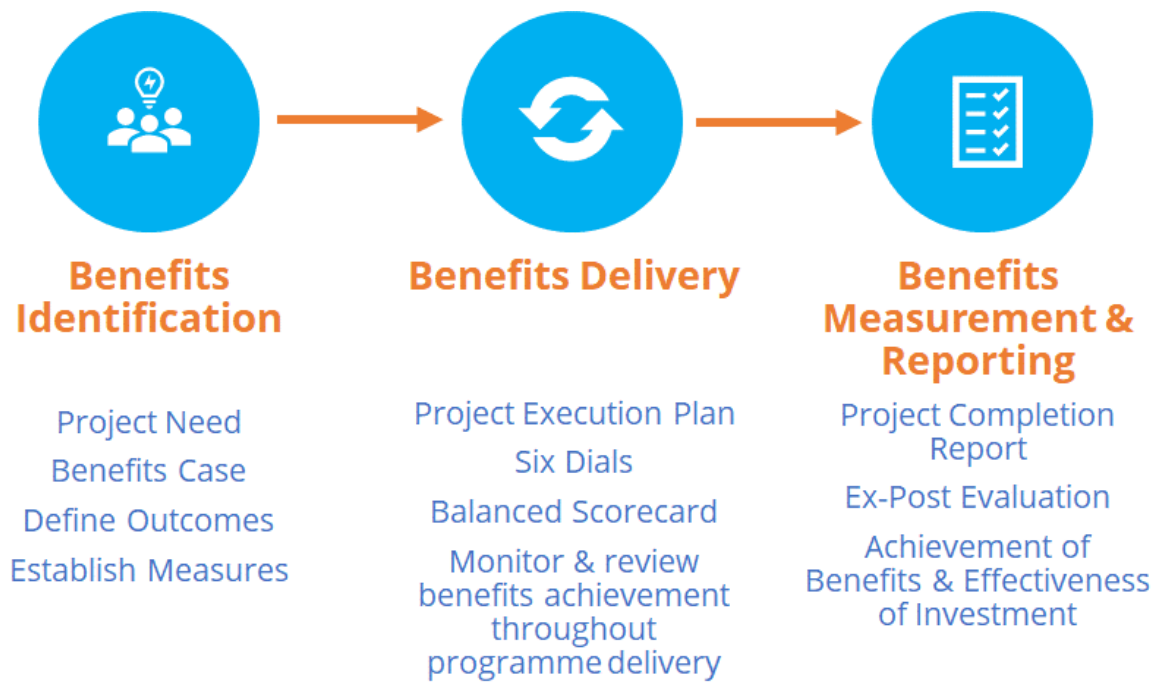 Benefits
Identification
Project Need
Benefits Case
Define Outcomes
Establish Measures
Benefits Delivery
Project Execution Plan
Six Dials
Balanced Scorecard
Monitor & review
benefits achievement
throughout
programme delivery
Benefits
Measurement &
Reporting
Project Completion
Report
Ex-Post Evaluation
Achievement of
Benefits & Effectiveness
of Investment